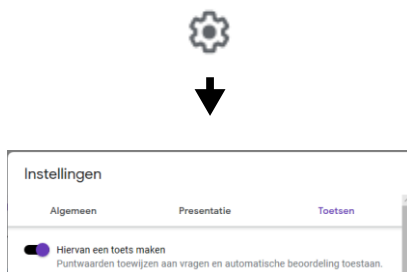 Instellingen
Algemeen Presentatie Toetsen
Hiervan een toets maken
Puntwaarden toewijzen aan vragen en automatische beoordeling toestaan.